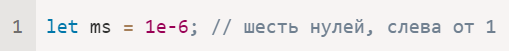 1 let ms = 1e-6; // шесть нулей, слева от 1